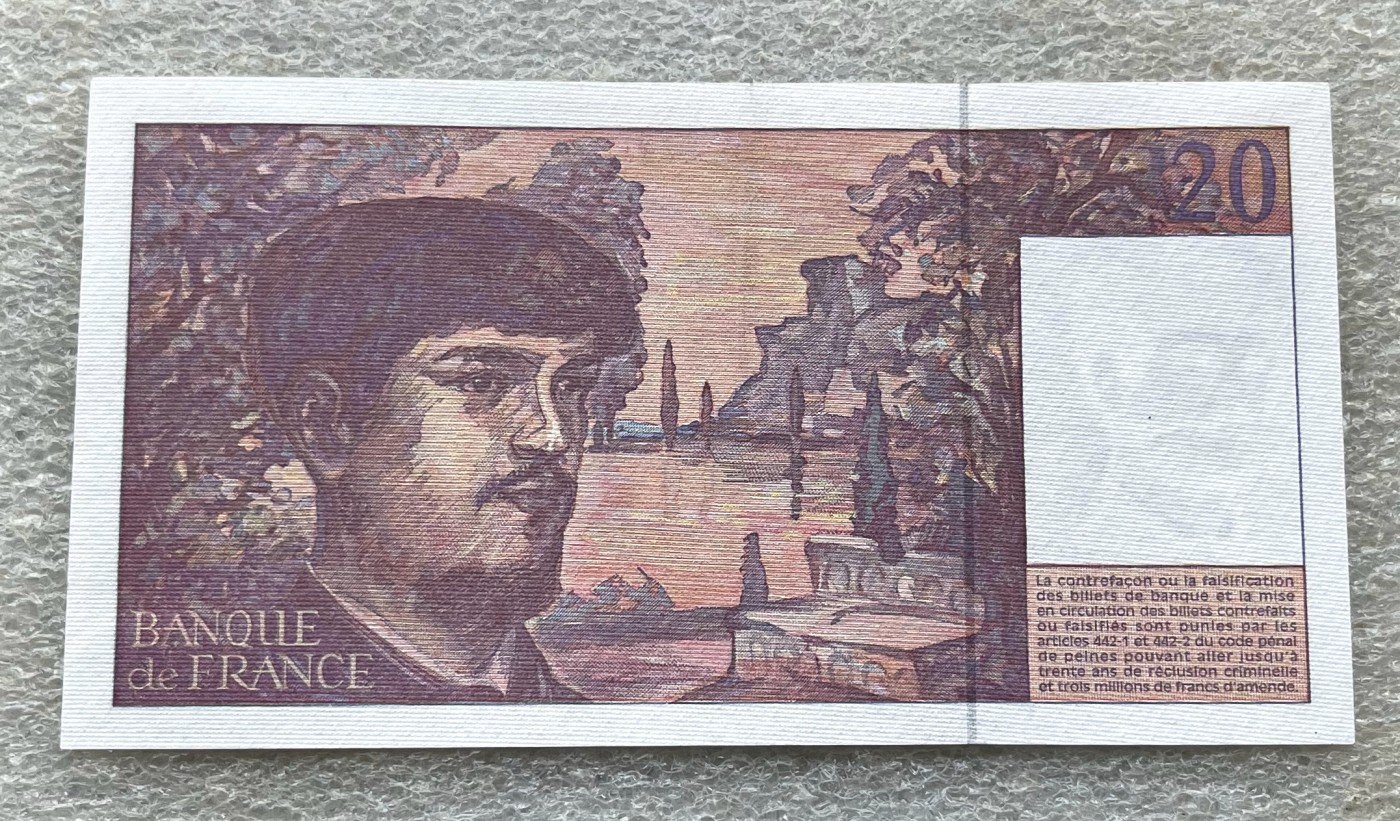 20
BANQUE
de FRANCE
La contrefaçon ou la falsification
des billets de banque et la mise
en circulation des billets contrefaits
ou falsifiés sont punies par les
articles 442-1 et 442-2 du code pénal
de peines pouvant aller jusqu'à
trente ans de réclusion criminelle
et trois millions de francs d'amende.